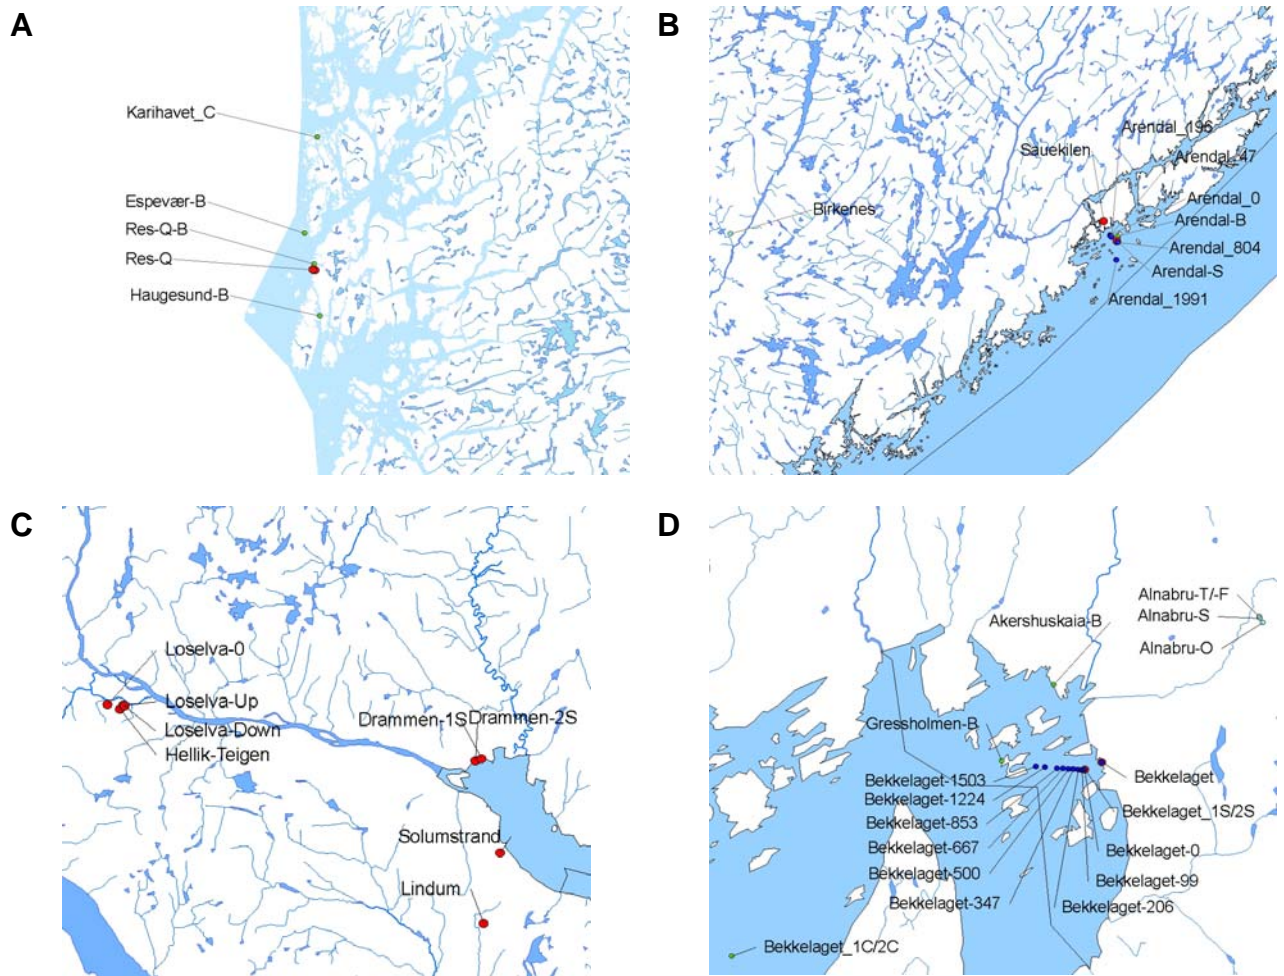 A
Karihavet_C
Espevær-B
Res-Q-B
Res-Q
Haugesund-B
B
Arendal_196
Sauekilen
Arendal_47
Birkenes
Arendal_0
Arendal-B
Arendal_804
Arendal-S
Arendal_1991
C
Loselva-0
Loselva-Up
Loselva-Down
Hellik-Teigen
Drammen-1S
Drammen-2S
Solumstrand
Lindum
D
Alnabru-T/-F
Alnabru-S
Alnabru-O
Akershuskaia-B
Gressholmen-B
Bekkelaget-1503
Bekkelaget-1224
Bekkelaget-853
Bekkelaget-667
Bekkelaget-500
Bekkelaget-347
Bekkelaget
Bekkelaget_1S/2S
Bekkelaget-0
Bekkelaget-99
Bekkelaget-206
Bekkelaget_1C/2C